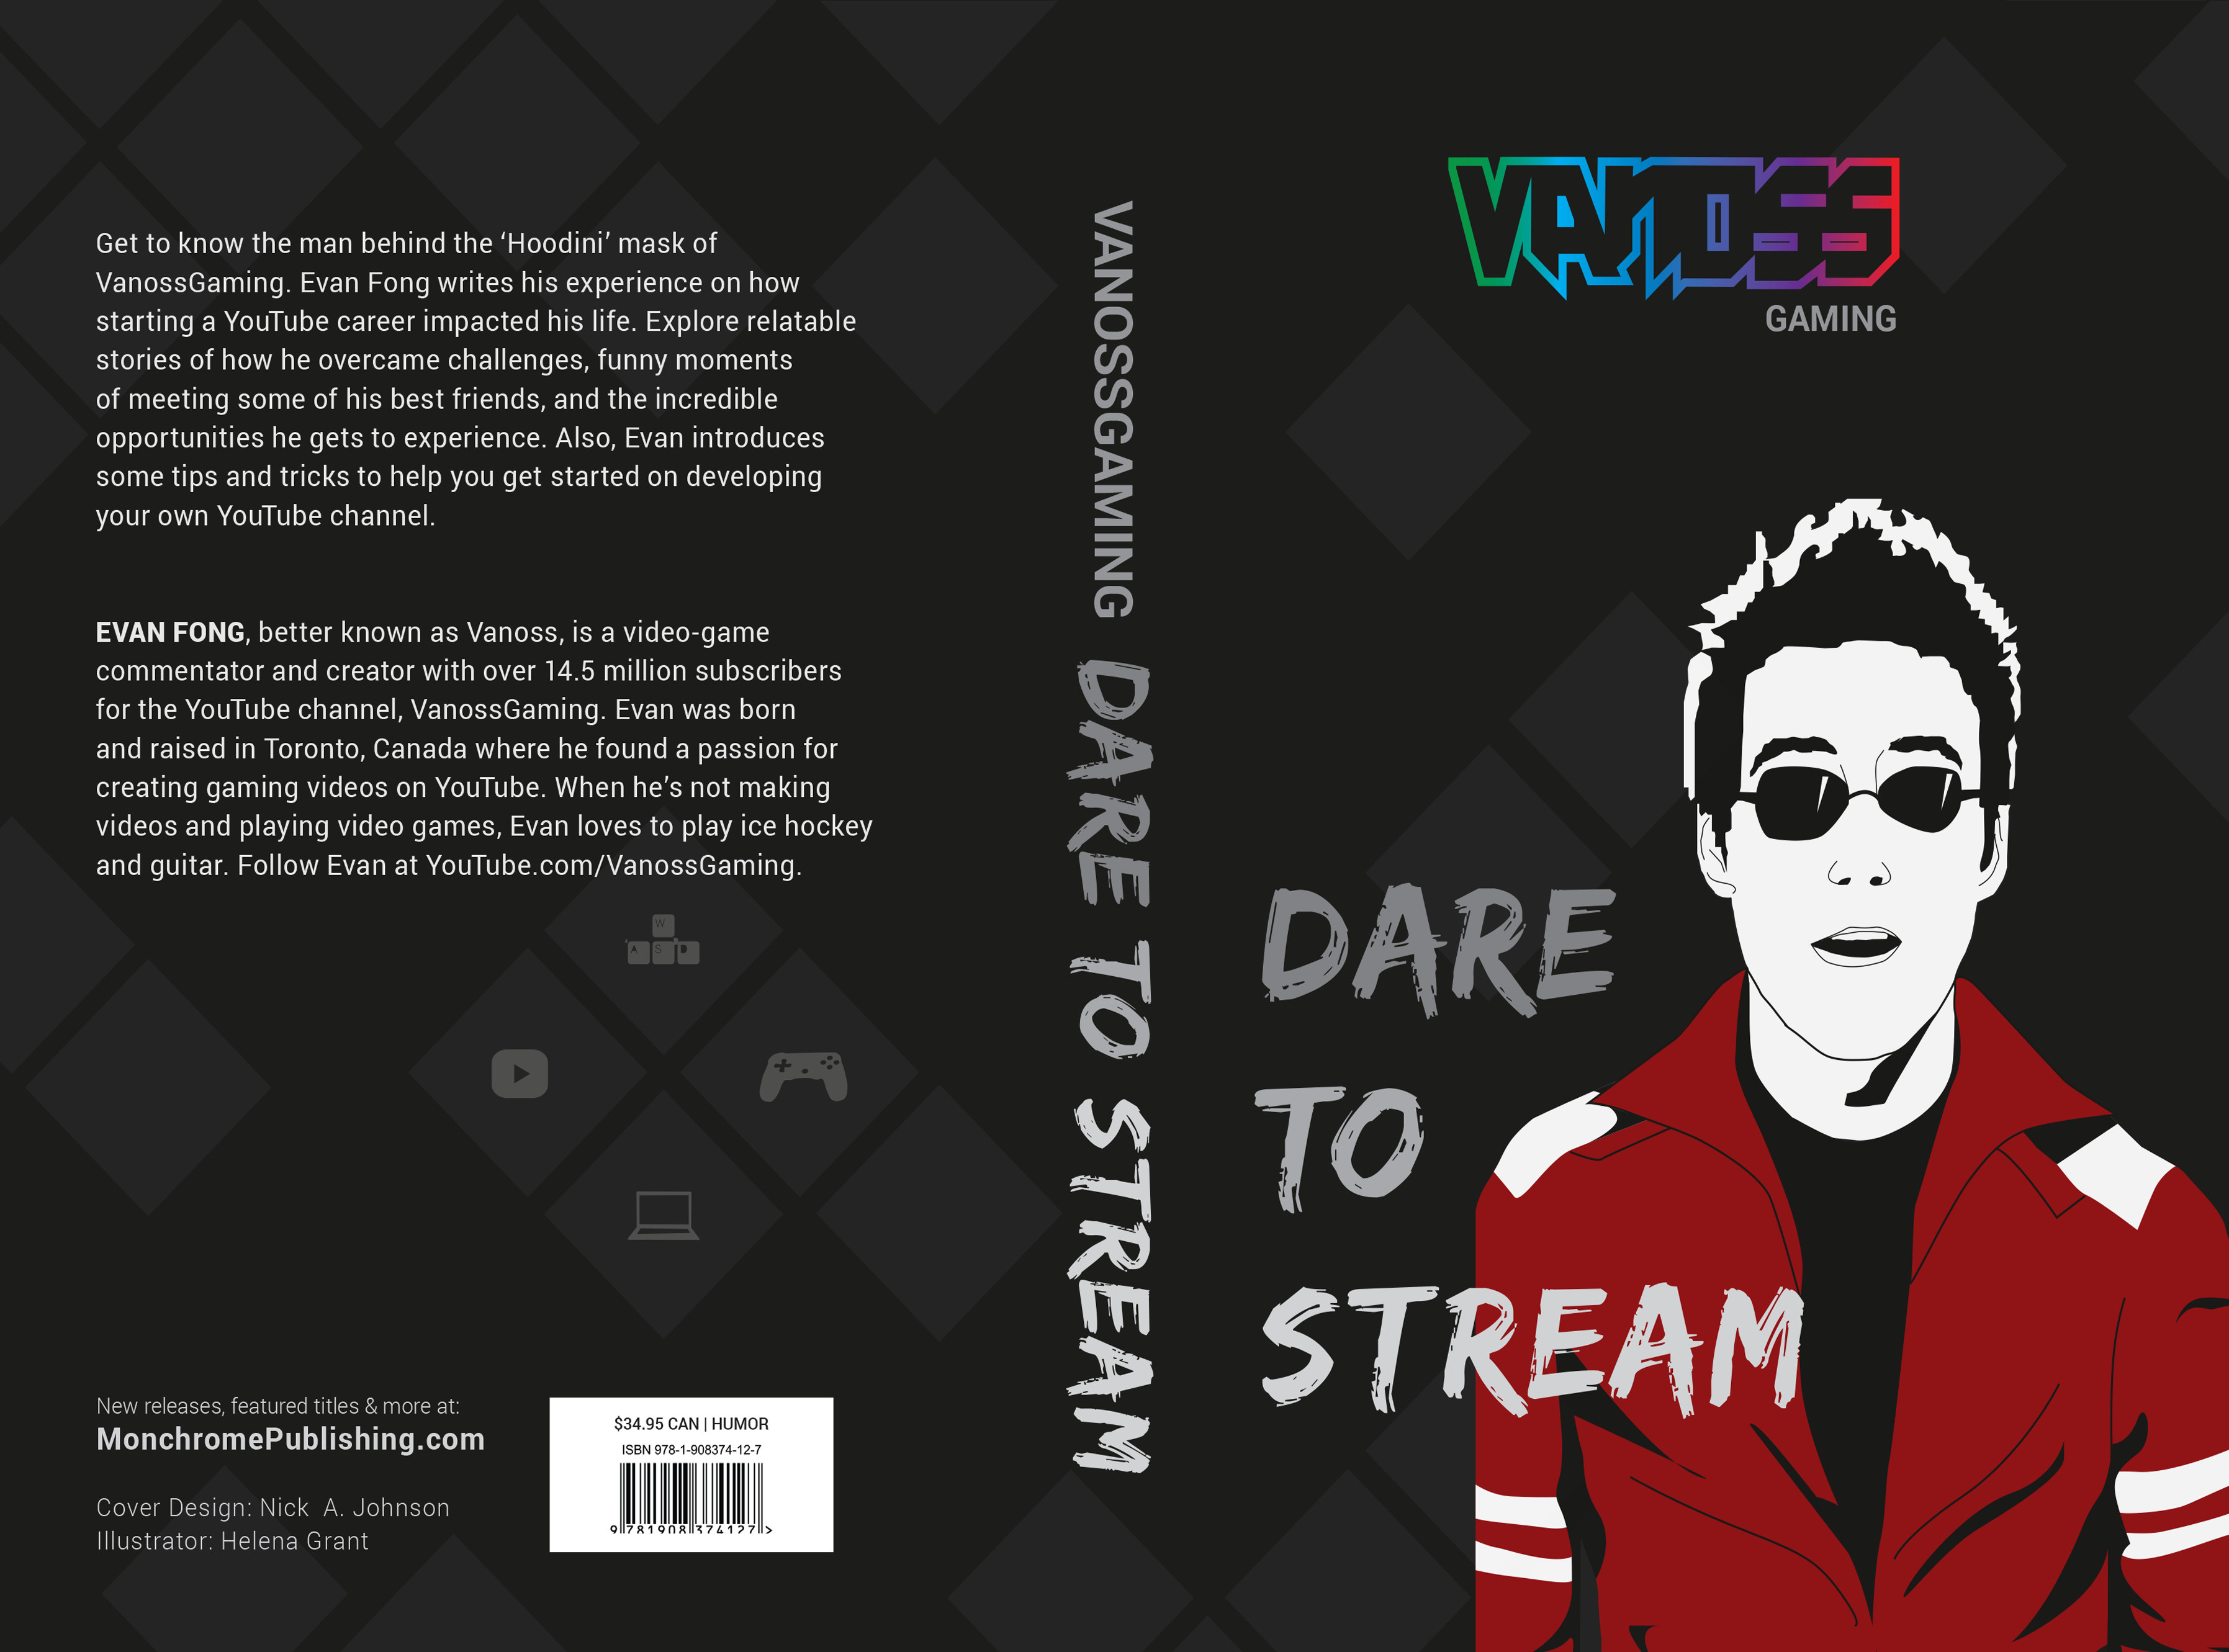 Get to know the man behind the ‘Hoodini’ mask of
VanossGaming. Evan Fong writes his experience on how
starting a YouTube career impacted his life. Explore relatable
stories of how he overcame challenges, funny moments
of meeting some of his best friends, and the incredible
opportunities he gets to experience. Also, Evan introduces
some tips and tricks to help you get started on developing
your own YouTube channel.
EVAN FONG, better known as Vanoss, is a video-game
commentator and creator with over 14.5 million subscribers
for the YouTube channel, VanossGaming. Evan was born
and raised in Toronto, Canada where he found a passion for
creating gaming videos on YouTube. When he’s not making
videos and playing video games, Evan loves to play ice hockey
and guitar. Follow Evan at YouTube.com/VanossGaming.
W
A S D
New releases, featured titles & more at:
MonchromePublishing.com
Cover Design: Nick A. Johnson
Illustrator: Helena Grant
$34.95 CAN | HUMOR
ISBN 978-1-908374-12-7
9 781908 374127 >
VANOSSGAMING DARE TO STREAM
VANOSS
GAMING
DARE
TO
STREAM